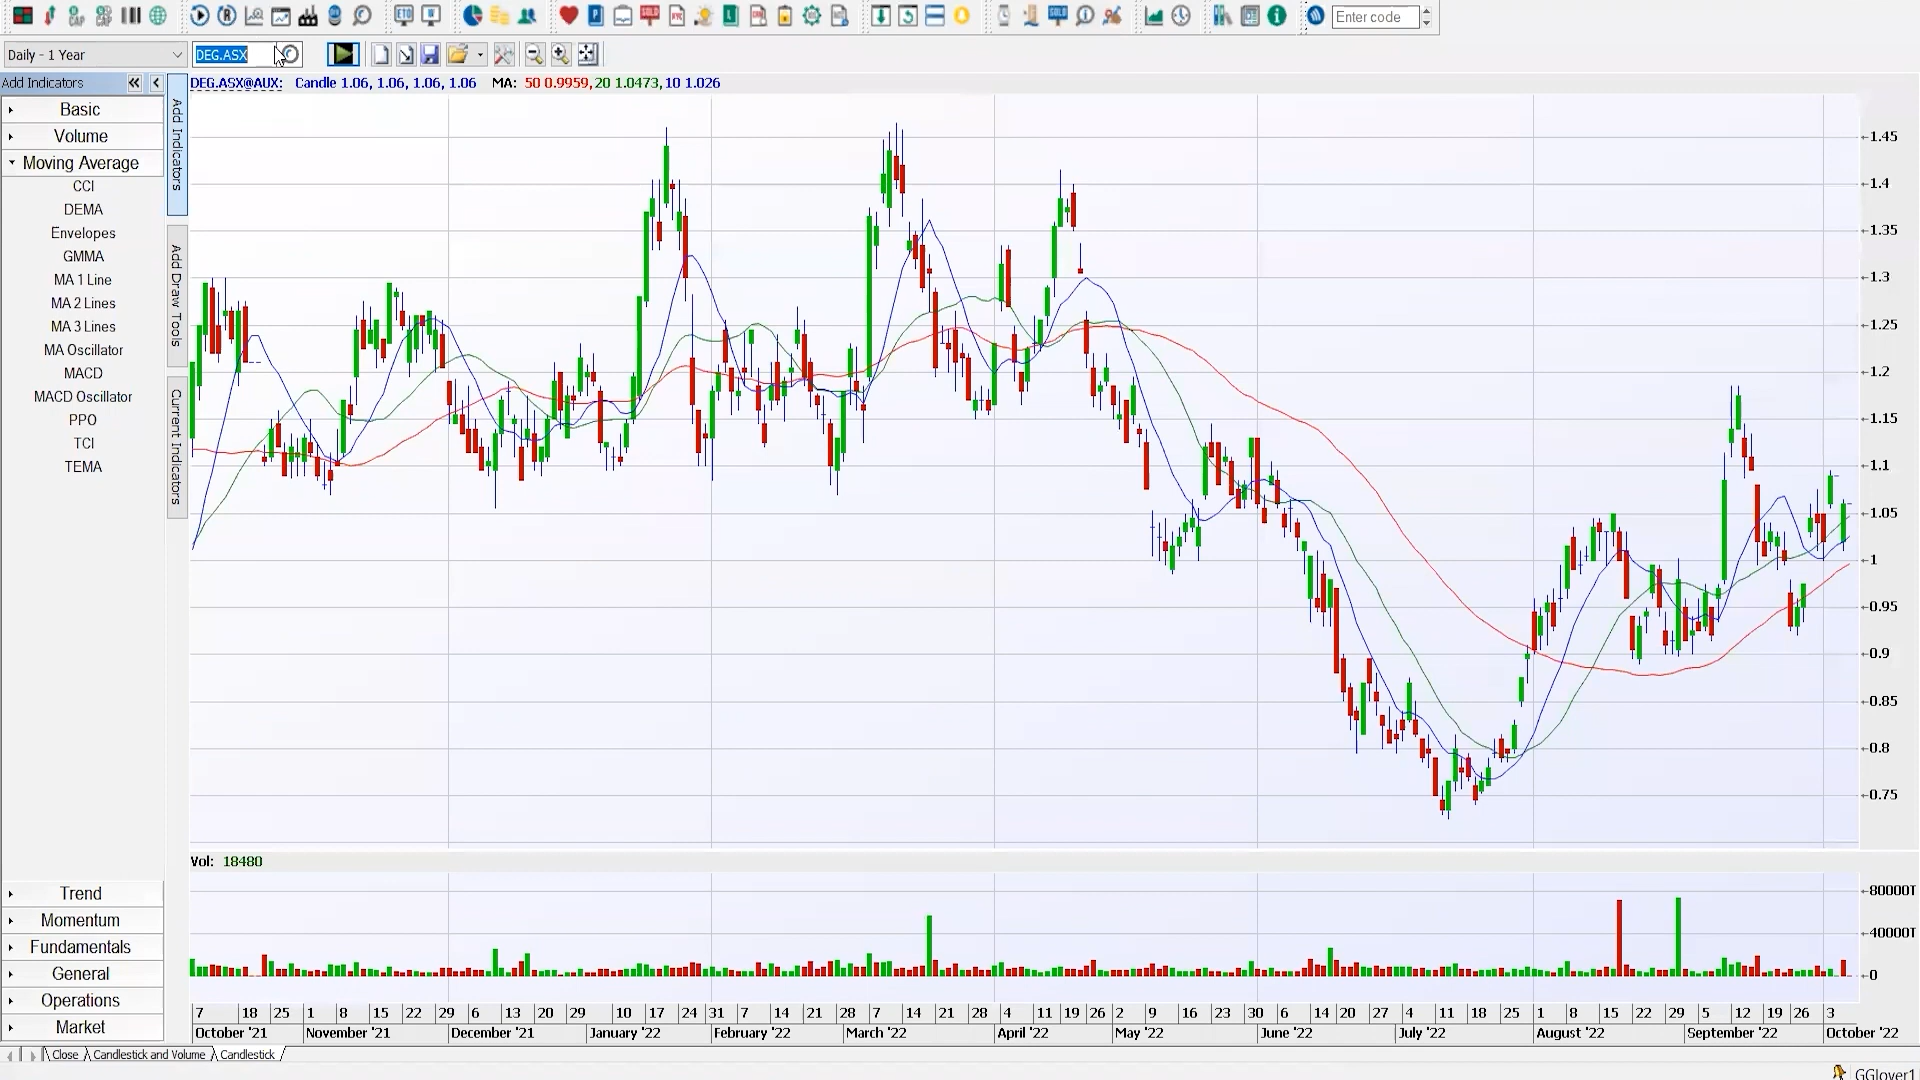 Enter code
Daily - 1 Year
DEG.ASX
Add Indicators
DEG.ASX@AUX: Candle 1.06, 1.06, 1.06, 1.06 MA: 50 0.9959, 20 1.0473, 10 1.026
Basic
Volume
Moving Average
CCI
DEMA
Envelopes
GMMA
MA 1 Line
MA 2 Lines
MA 3 Lines
MA Oscillator
MACD
MACD Oscillator
PPO
TCI
TEMA
Trend
Momentum
Fundamentals
General
Operations
Market
Add Indicators
Add Draw Tools
Current Indicators
1.45
1.4
1.35
1.3
1.25
1.2
1.15
1.1
1.05
1
0.95
0.9
0.85
0.8
0.75
Vol: 18480
80000T
40000T
0
7 18 25 1 8 15 22 29 6 13 20 29 10 17 24 31 7 14 21 28 7 14 21 28 4 11 19 26 2 9 16 23 30 6 14 20 27 4 11 18 25 1 8 15 22 29 5 12 19 26 3
October '21 November '21 December '21 January '22 February '22 March '22 April '22 May '22 June '22 July '22 August '22 September '22 October '22
Close Candlestick and Volume Candlestick
GGlover1